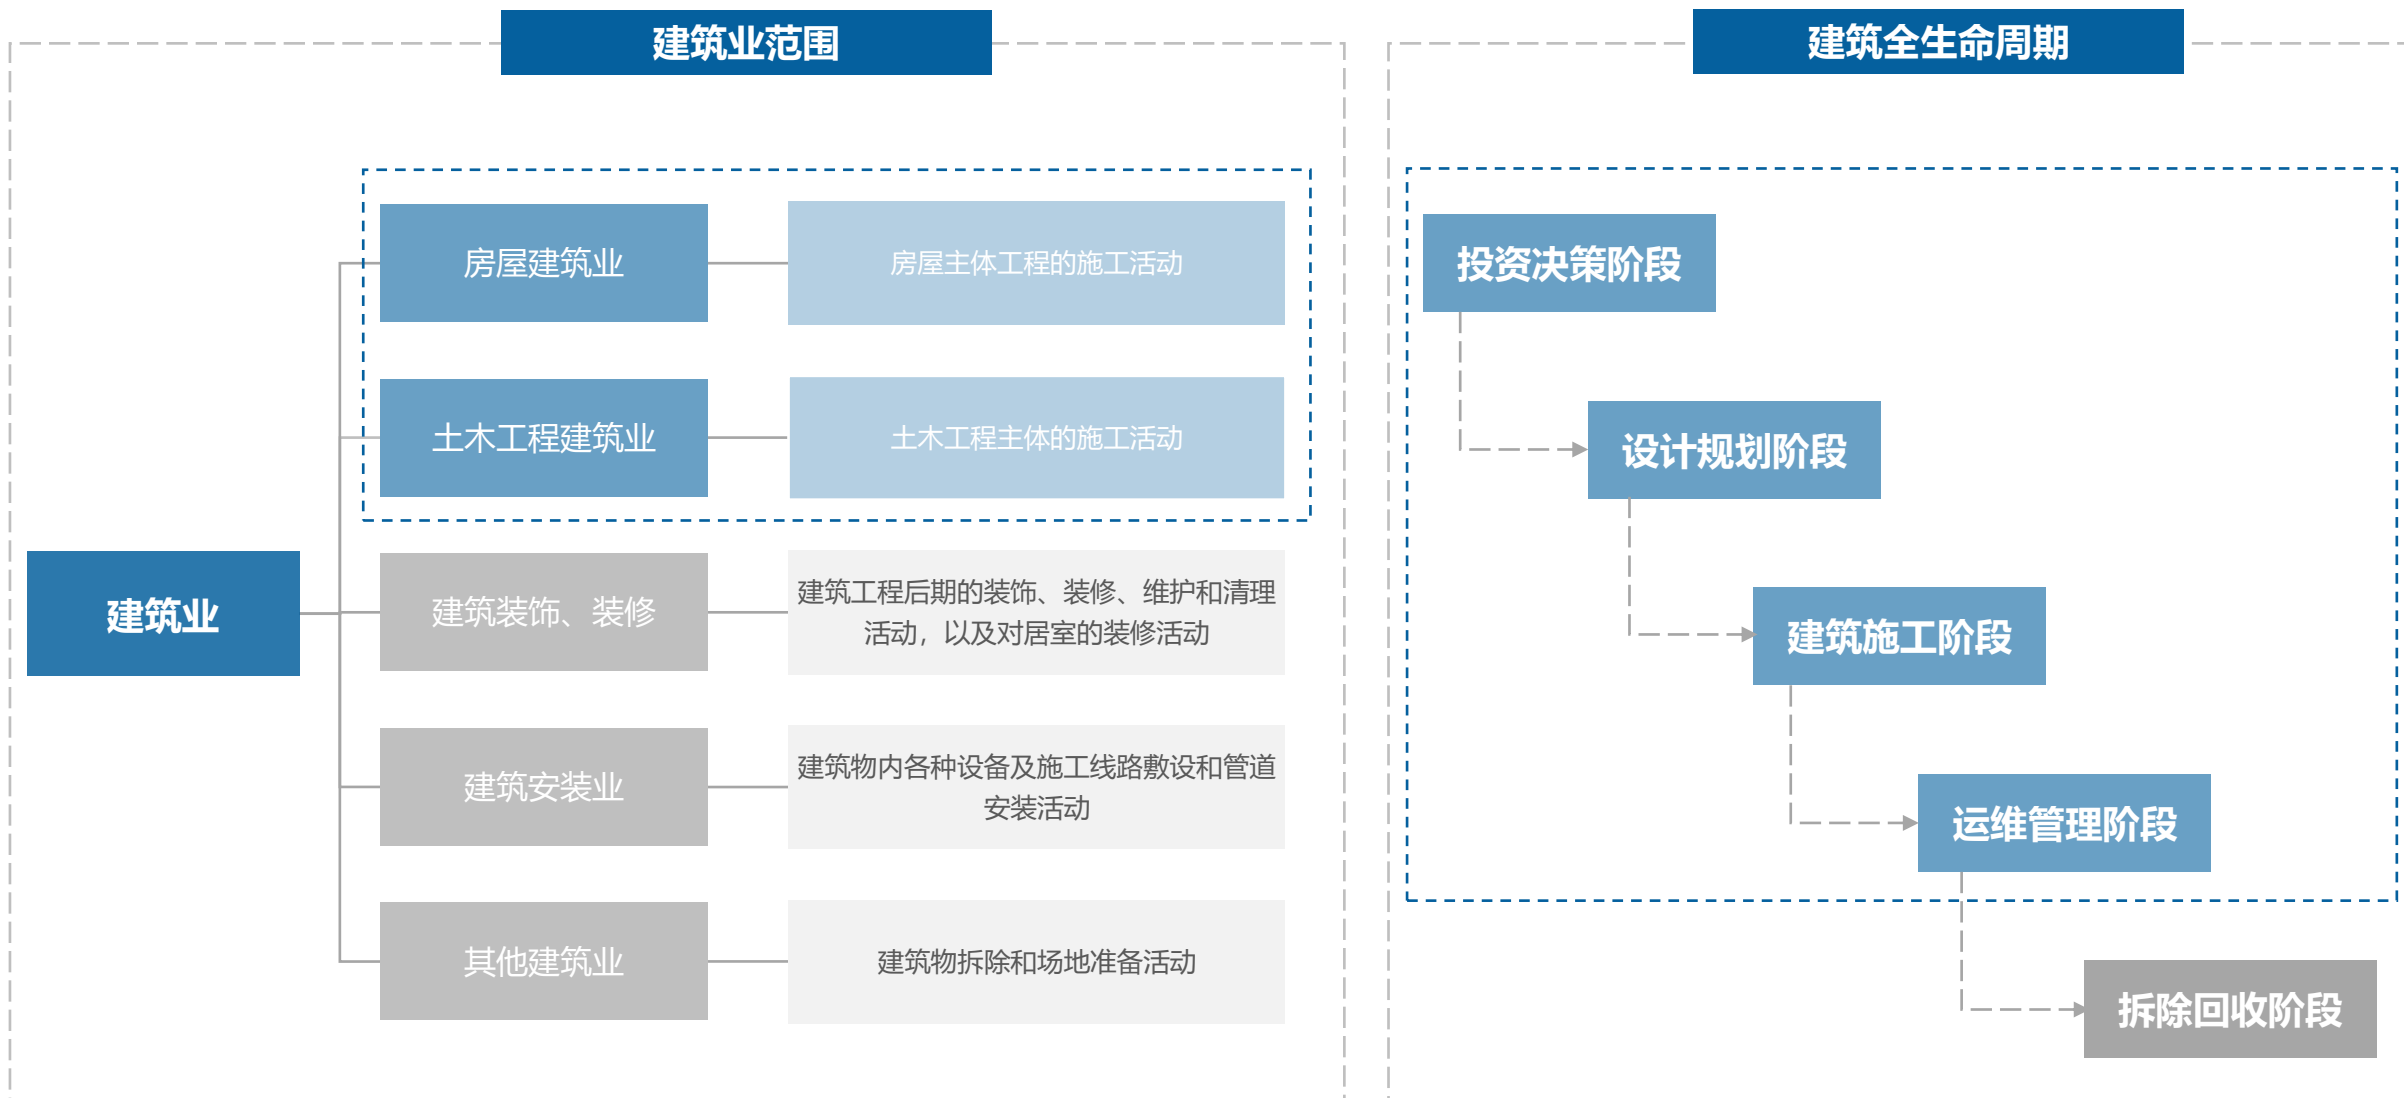 建筑业范围
建筑业
房屋建筑业
房屋主体工程的施工活动
土木工程建筑业
土木工程主体的施工活动
建筑装饰、装修
建筑工程后期的装饰、装修、维护和清理
活动，以及对居室的装修活动
建筑安装业
建筑物内各种设备及施工线路敷设和管道
安装活动
其他建筑业
建筑物拆除和场地准备活动
建筑全生命周期
投资决策阶段
设计规划阶段
建筑施工阶段
运维管理阶段
拆除回收阶段